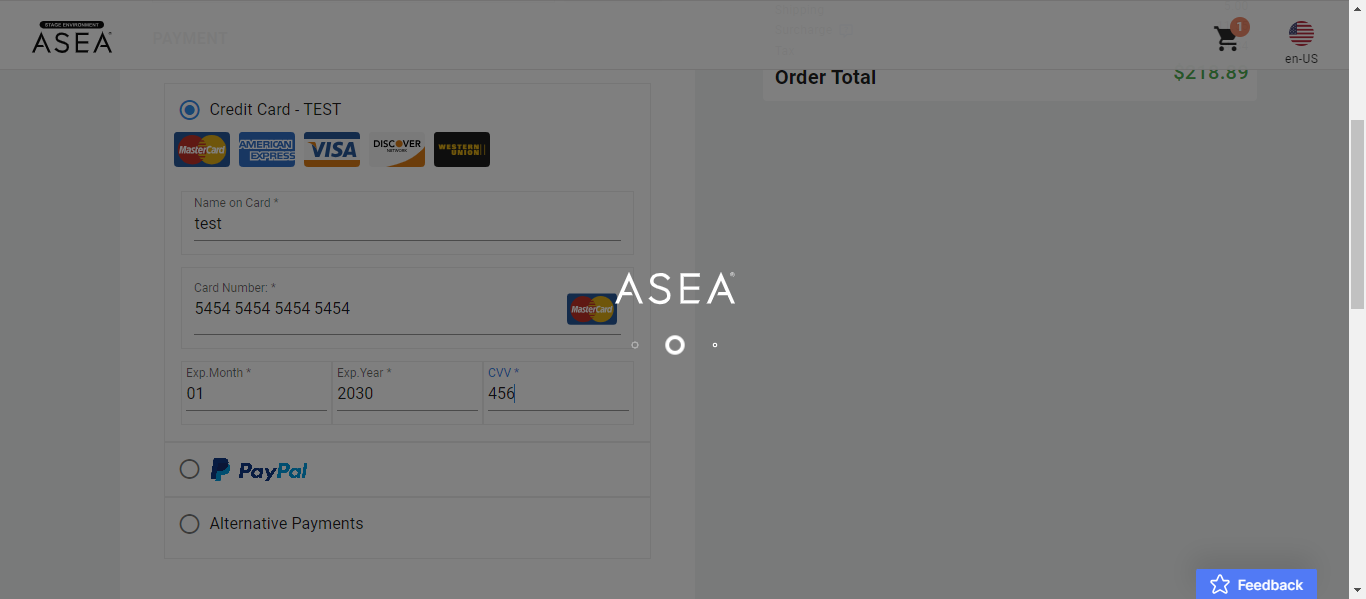 STAGE ENVIRONMENT
ASEA
PAYMENT
1
en-US
Order Total
$218.89
Credit Card - TEST
MasterCard
AMERICAN EXPRESS
VISA
DISCOVER
NETWORK
WESTERN UNION
Name on Card *
test
Card Number: *
5454 5454 5454 5454
MasterCard
ASEA®
Exp.Month *
01
Exp.Year *
2030
CVV *
456
PayPal
Alternative Payments
Feedback